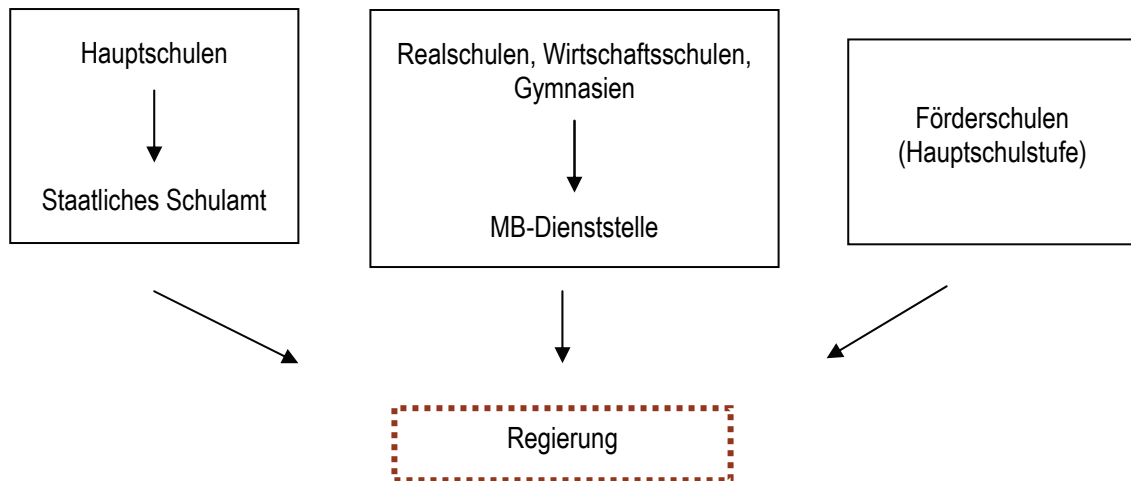 Hauptschulen
Staatliches Schulamt
Realschulen, Wirtschaftsschulen,
Gymnasien
MB-Dienststelle
Förderschulen
(Hauptschulstufe)
Regierung